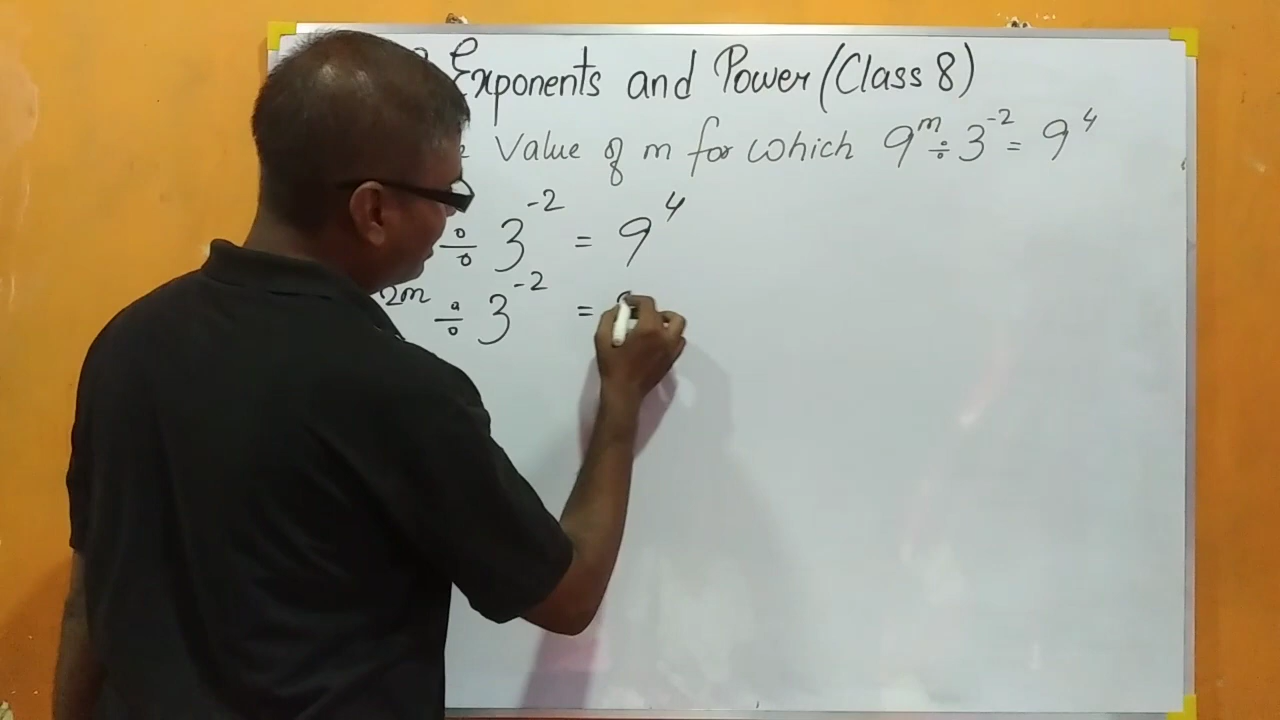 Exponents and Power (Class 8)
Value of m for which 9^m ÷ 3^-2 = 9^4
÷ 3^-2 = 9^4
2m ÷ 3^-2 =